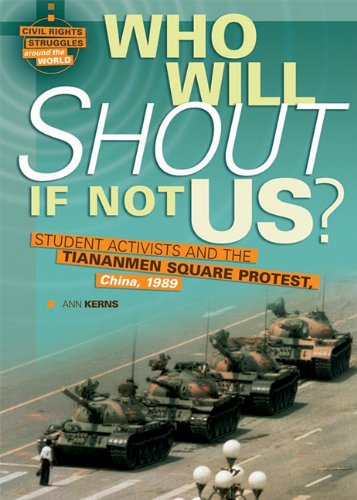 CIVIL RIGHTS
STRUGGLES
around the
WORLD
WHO
WILL
SHOUT
IF NOT
US?
STUDENT ACTIVISTS AND THE
TIANANMEN SQUARE PROTEST,
China, 1989
ANN KERNS